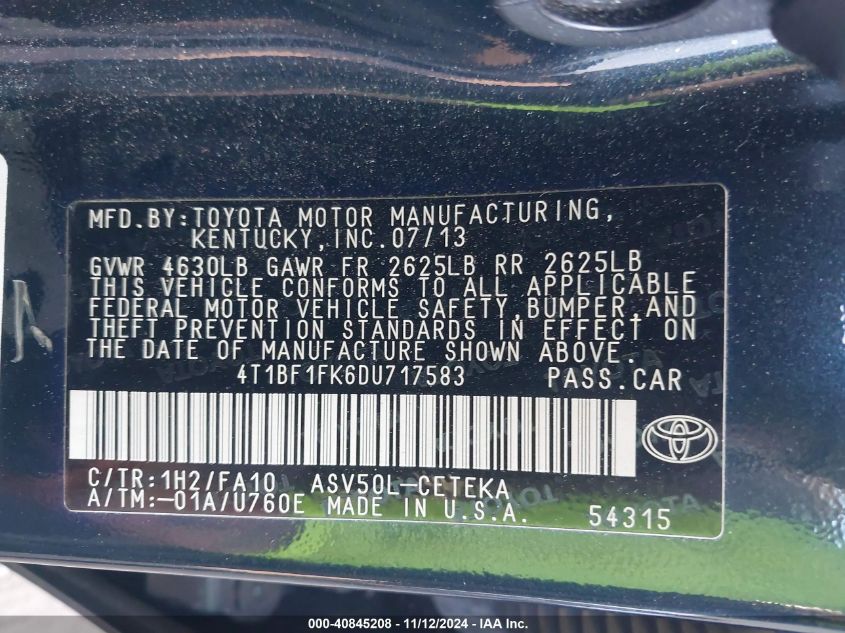 MFD.BY:TOYOTA MOTOR MANUFACTURING,
KENTUCKY,INC.07/13
GVWR 4630LB GAWR FR 2625LB RR 2625LB
THIS VEHICLE CONFORMS TO ALL APPLICABLE
FEDERAL MOTOR VEHICLE SAFETY,BUMPER,AND
THEFT PREVENTION STANDARDS IN EFFECT ON
THE DATE OF MANUFACTURE SHOWN ABOVE.
4T1BF1FK6DU717583 PASS.CAR
C/TR:1H2/FA10 ASV50L-CETEKA
A/TM:-01A/U760E MADE IN U.S.A. 54315
000-40845208 - 11/12/2024 - IAA Inc.